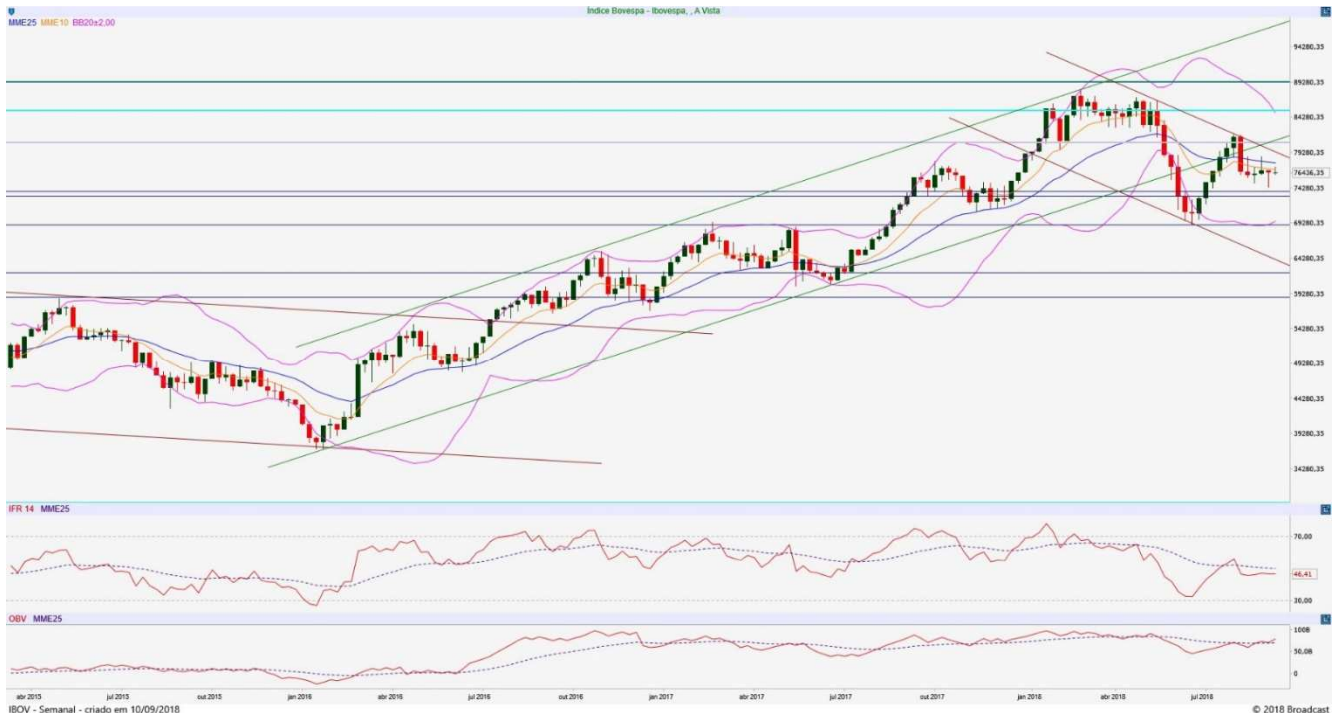 Índice Bovespa - Ibovespa, , A Vista
MME25 MME10 BB20±2,00
94280,35
89280,35
84280,35
79280,35
76436,35
74280,35
69280,35
64280,35
59280,35
54280,35
49280,35
44280,35
39280,35
34280,35
IFR 14 MME25
70,00
46,41
30,00
OBV MME25
100B
50,0B
0
abr 2015 jul 2015 out 2015 jan 2016 abr 2016 jul 2016 out 2016 jan 2017 abr 2017 jul 2017 out 2017 jan 2018 abr 2018 jul 2018
IBOV - Semanal - criado em 10/09/2018
© 2018 Broadcast